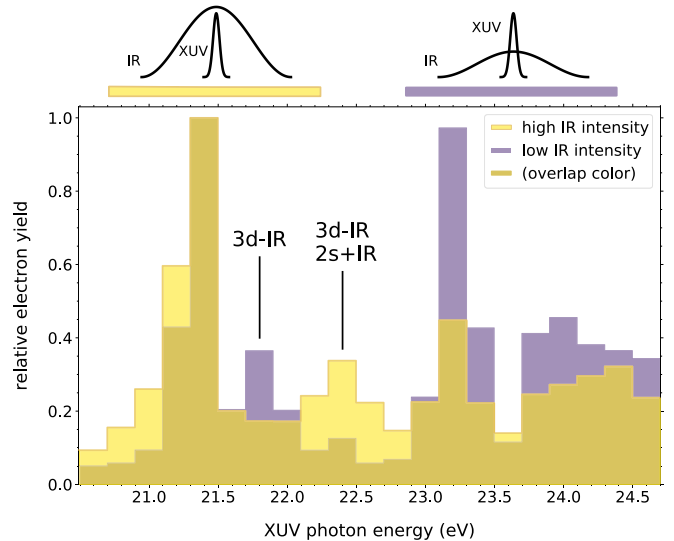 IR
XUV
IR
XUV
high IR intensity
low IR intensity
(overlap color)
3d-IR
3d-IR
2s+IR
relative electron yield
1.0
0.8
0.6
0.4
0.2
0.0
21.0 21.5 22.0 22.5 23.0 23.5 24.0 24.5
XUV photon energy (eV)